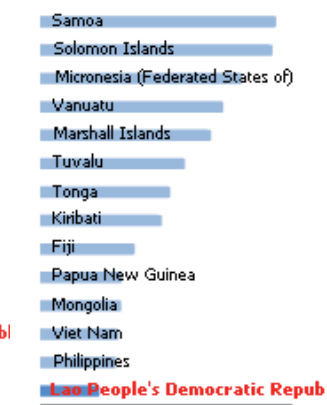 Samoa
Solomon Islands
Micronesia (Federated States of)
Vanuatu
Marshall Islands
Tuvalu
Tonga
Kiribati
Fiji
Papua New Guinea
Mongolia
bl Viet Nam
Philippines
Lao People's Democratic Repub